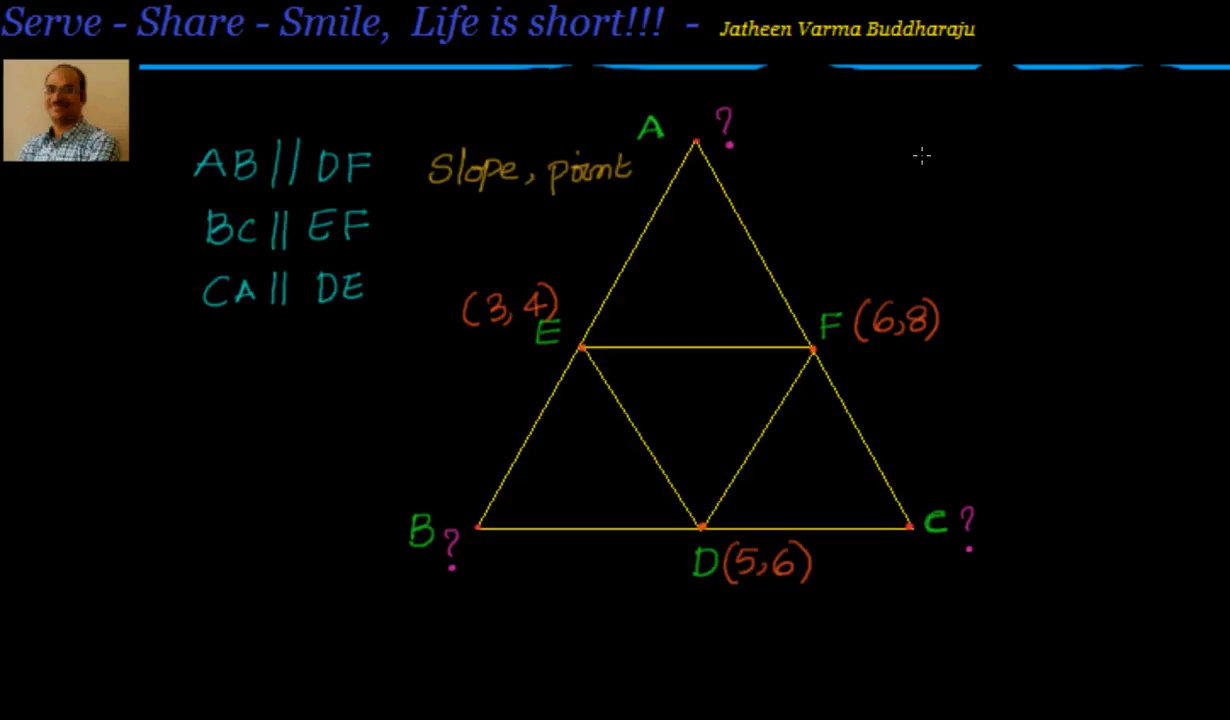 Serve - Share - Smile, Life is short!!! - Jatheen Varma Buddharaju
A ?
AB // DF Slope, point
BC || EF
CA || DE
(3,4)
E F (6,8)
B ? C ?
D (5,6)